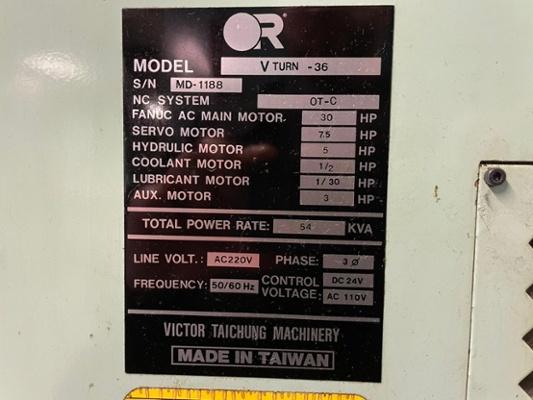 OR®
MODEL V TURN -36
S/N MD-1188
NC SYSTEM OT-C
FANUC AC MAIN MOTOR 30 HP
SERVO MOTOR 7.5 HP
HYDRULIC MOTOR 5 HP
COOLANT MOTOR 1/2 HP
LUBRICANT MOTOR 1/30 HP
AUX. MOTOR 3 HP
TOTAL POWER RATE: 54 KVA
LINE VOLT.: AC220V PHASE: 3 Ø
FREQUENCY: 50/60 Hz CONTROL VOLTAGE: DC 24V AC 110V
VICTOR TAICHUNG MACHINERY
MADE IN TAIWAN